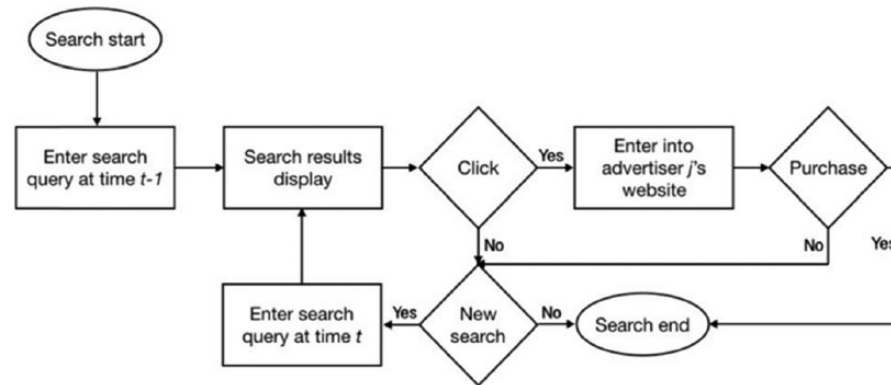 Search start
Enter search
query at time t-1
Search results
display
Click
Yes
Enter into
advertiser j's
website
Purchase
No
No
Yes
Enter search
query at time t
Yes
New
search
No
Search end